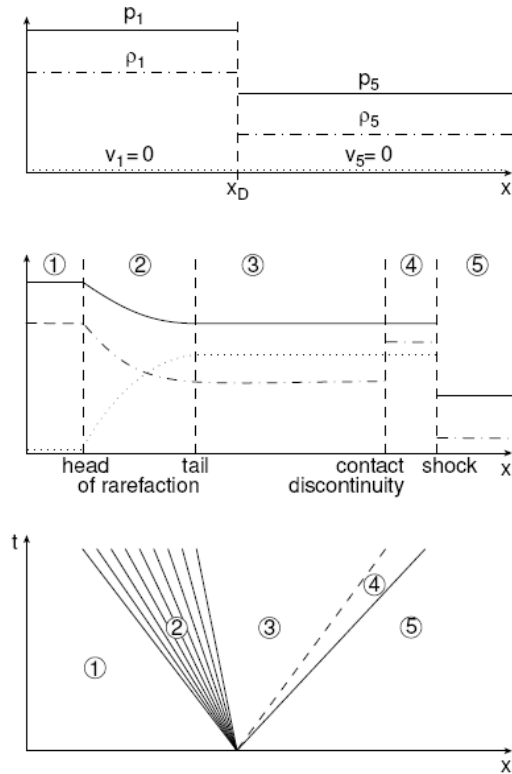 p1
ρ1
p5
ρ5
v1= 0
v5= 0
xD
x
① ② ③ ④ ⑤
head of rarefaction
tail
contact discontinuity
shock
x
t
①
②
③
④
⑤
x